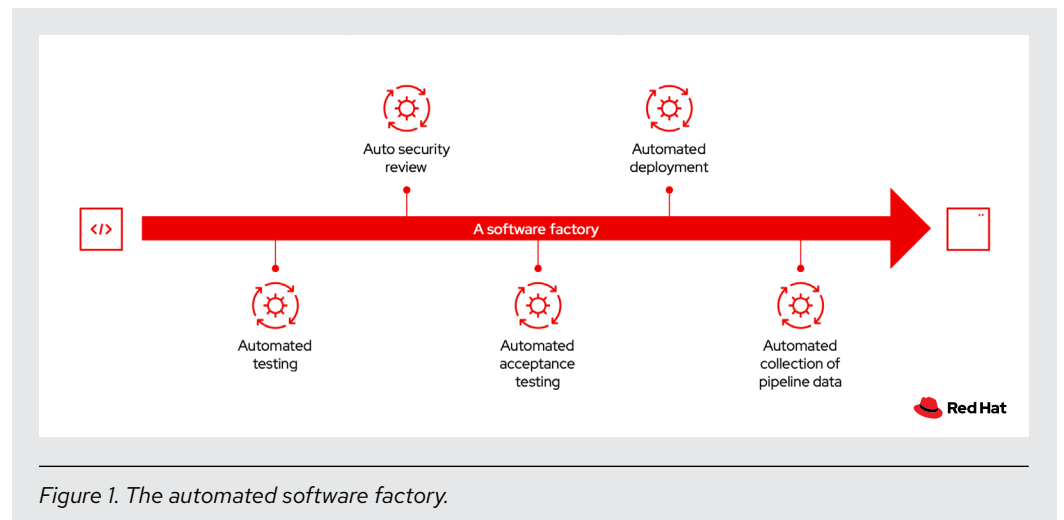 Auto security
review
Automated
deployment
</>
A software factory
Automated
testing
Automated
acceptance
testing
Automated
collection of
pipeline data
Red Hat
Figure 1. The automated software factory.